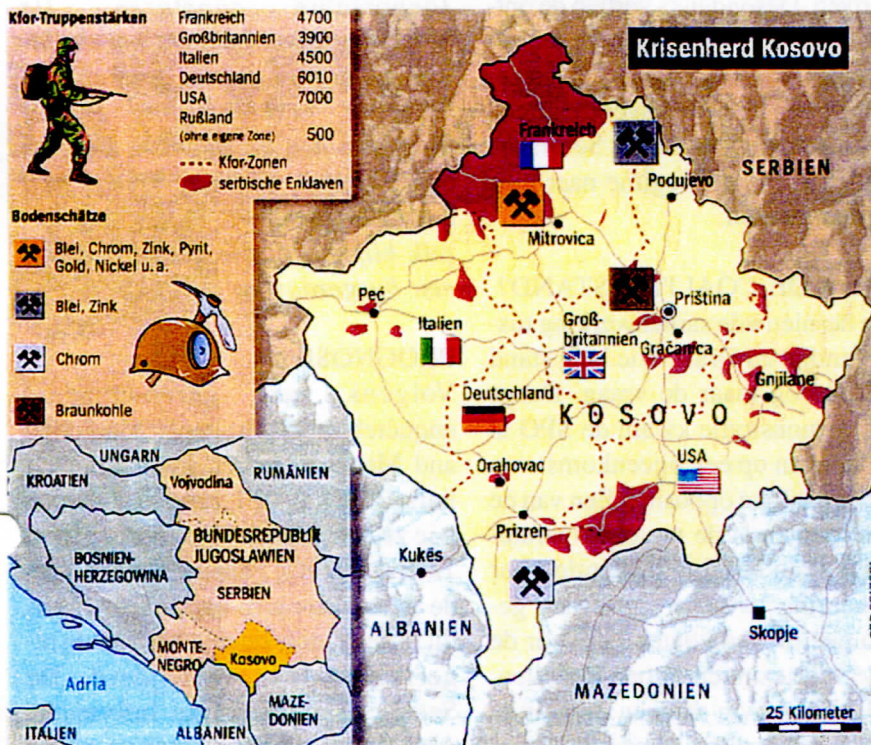 Kfor-Truppenstärken
Frankreich 4700
Großbritannien 3900
Italien 4500
Deutschland 6010
USA 7000
Rußland
(ohne eigene Zone) 500
Kfor-Zonen
serbische Enklaven
Bodenschätze
Blei, Chrom, Zink, Pyrit,
Gold, Nickel u. a.
Blei, Zink
Chrom
Braunkohle
Krisenherd Kosovo
Frankreich
SERBIEN
Podujevo
Mitrovica
Peć
Priština
Italien
Groß-
britannien
Gračanica
Deutschland
Gnjilane
KOSOVO
Orahovac
USA
Prizren
Kukës
ALBANIEN
Skopje
MAZEDONIEN
25 Kilometer
UNGARN
KROATIEN
Vojvodina
RUMÄNIEN
BUNDESREPUBLIK
JUGOSLAWIEN
BOSNIEN-
HERZEGOWINA
SERBIEN
MONTE-
NEGRO
Kosovo
Adria
MAZE-
DONIEN
ITALIEN
ALBANIEN